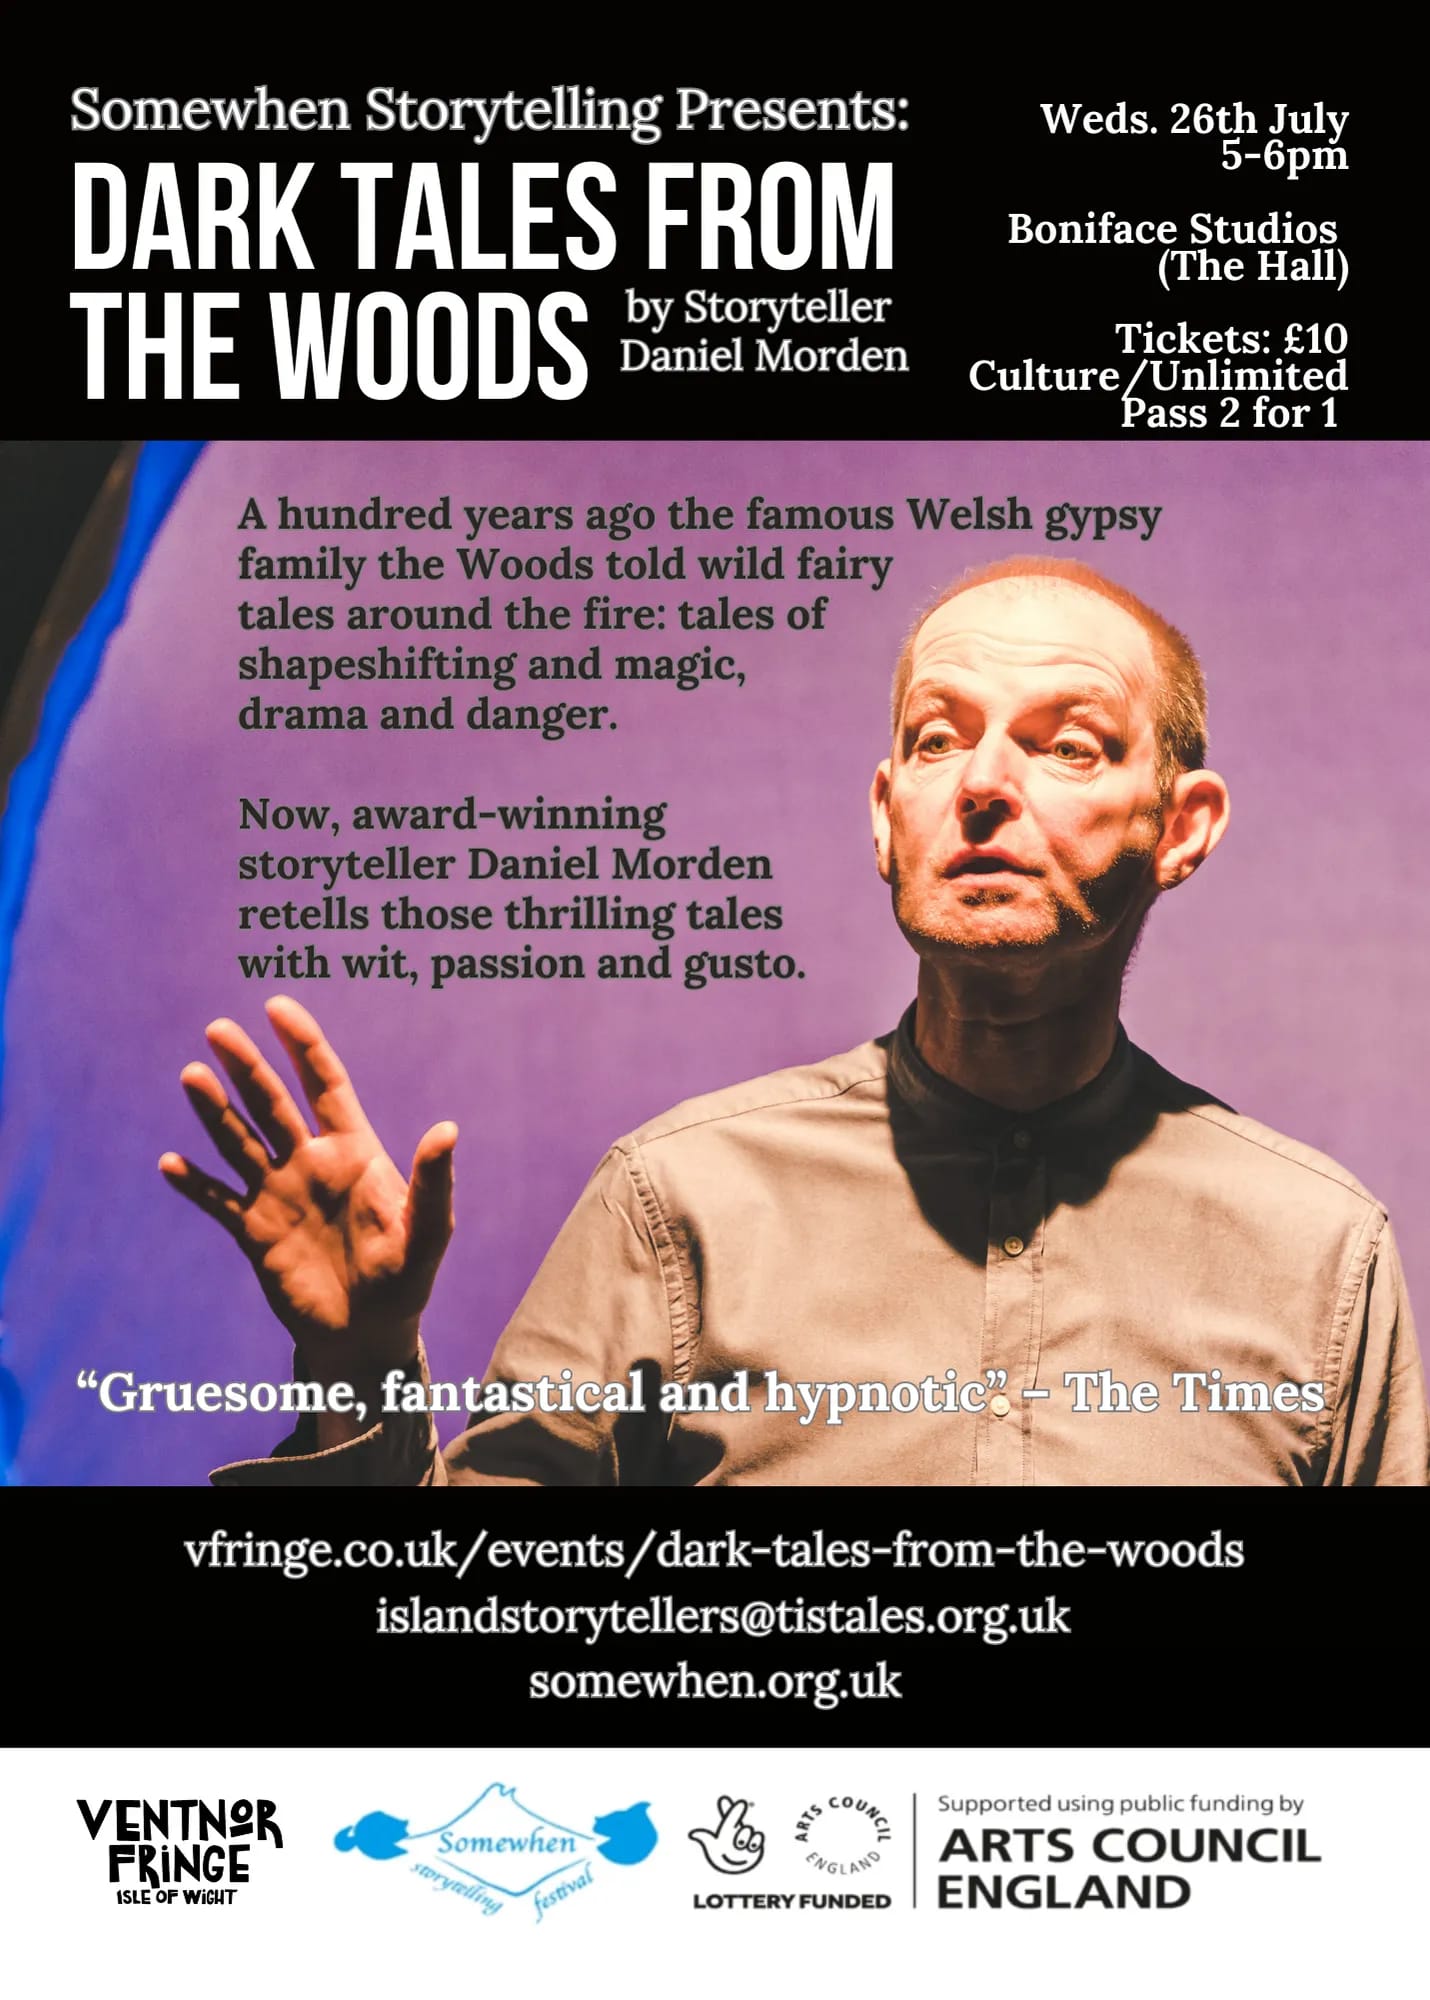 Somewhen Storytelling Presents:
DARK TALES FROM
THE WOODS
by Storyteller
Daniel Morden
Weds. 26th July
5-6pm
Boniface Studios
(The Hall)
Tickets: £10
Culture/Unlimited
Pass 2 for 1
A hundred years ago the famous Welsh gypsy
family the Woods told wild fairy
tales around the fire: tales of
shapeshifting and magic,
drama and danger.
Now, award-winning
storyteller Daniel Morden
retells those thrilling tales
with wit, passion and gusto.
“Gruesome, fantastical and hypnotic” – The Times
vfringe.co.uk/events/dark-tales-from-the-woods
islandstorytellers@tistales.org.uk
somewhen.org.uk
VENTNOR
FRiNGE
ISLE OF WiGHT
Somewhen
storytelling festival
ARTS COUNCIL
ENGLAND
LOTTERY FUNDED
Supported using public funding by
ARTS COUNCIL
ENGLAND